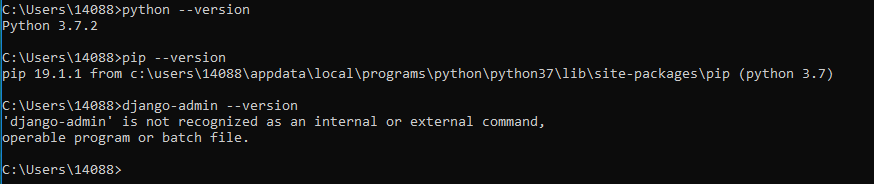 C:\Users\14088>python --version
Python 3.7.2
C:\Users\14088>pip --version
pip 19.1.1 from c:\users\14088\appdata\local\programs\python\python37\lib\site-packages\pip (python 3.7)
C:\Users\14088>django-admin --version
'django-admin' is not recognized as an internal or external command,
operable program or batch file.
C:\Users\14088>